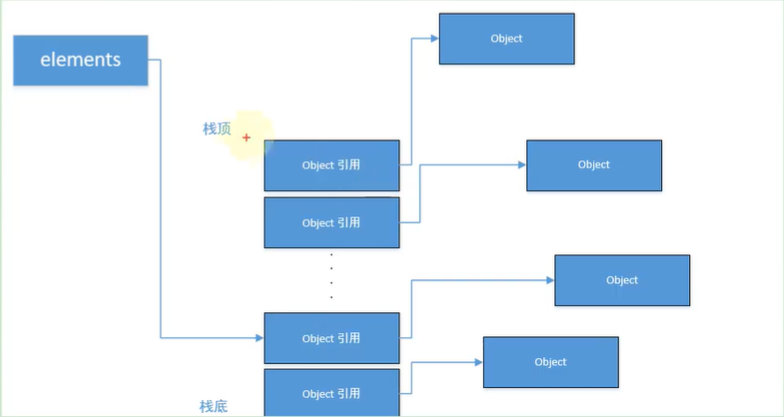 elements
Object
栈顶
Object 引用
Object
Object 引用
Object
Object 引用
Object
Object 引用
栈底